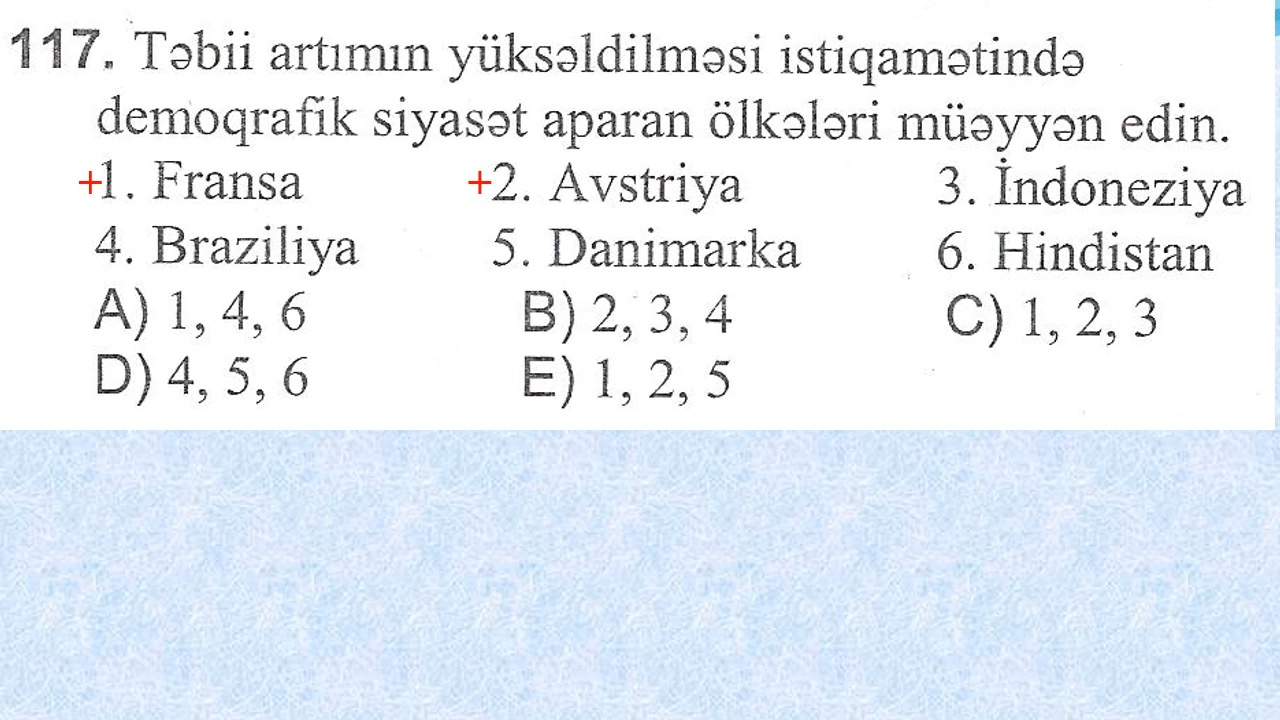 117. Təbii artımın yüksəldilməsi istiqamətində
demoqrafik siyasət aparan ölkələri müəyyən edin.
+1. Fransa +2. Avstriya 3. İndoneziya
4. Braziliya 5. Danimarka 6. Hindistan
A) 1, 4, 6 B) 2, 3, 4 C) 1, 2, 3
D) 4, 5, 6 E) 1, 2, 5